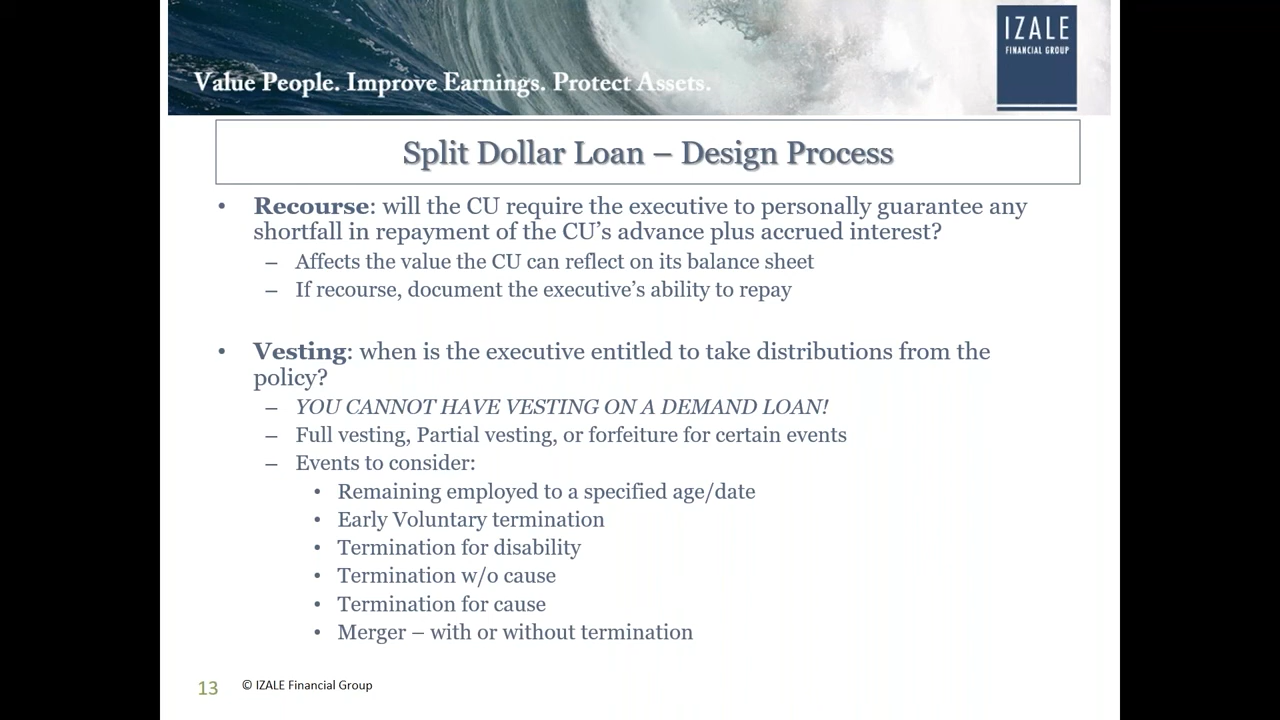 IZALE
FINANCIAL GROUP
Value People. Improve Earnings. Protect Assets.
Split Dollar Loan – Design Process
• Recourse: will the CU require the executive to personally guarantee any
shortfall in repayment of the CU’s advance plus accrued interest?
– Affects the value the CU can reflect on its balance sheet
– If recourse, document the executive’s ability to repay
• Vesting: when is the executive entitled to take distributions from the
policy?
– YOU CANNOT HAVE VESTING ON A DEMAND LOAN!
– Full vesting, Partial vesting, or forfeiture for certain events
– Events to consider:
• Remaining employed to a specified age/date
• Early Voluntary termination
• Termination for disability
• Termination w/o cause
• Termination for cause
• Merger – with or without termination
13 © IZALE Financial Group